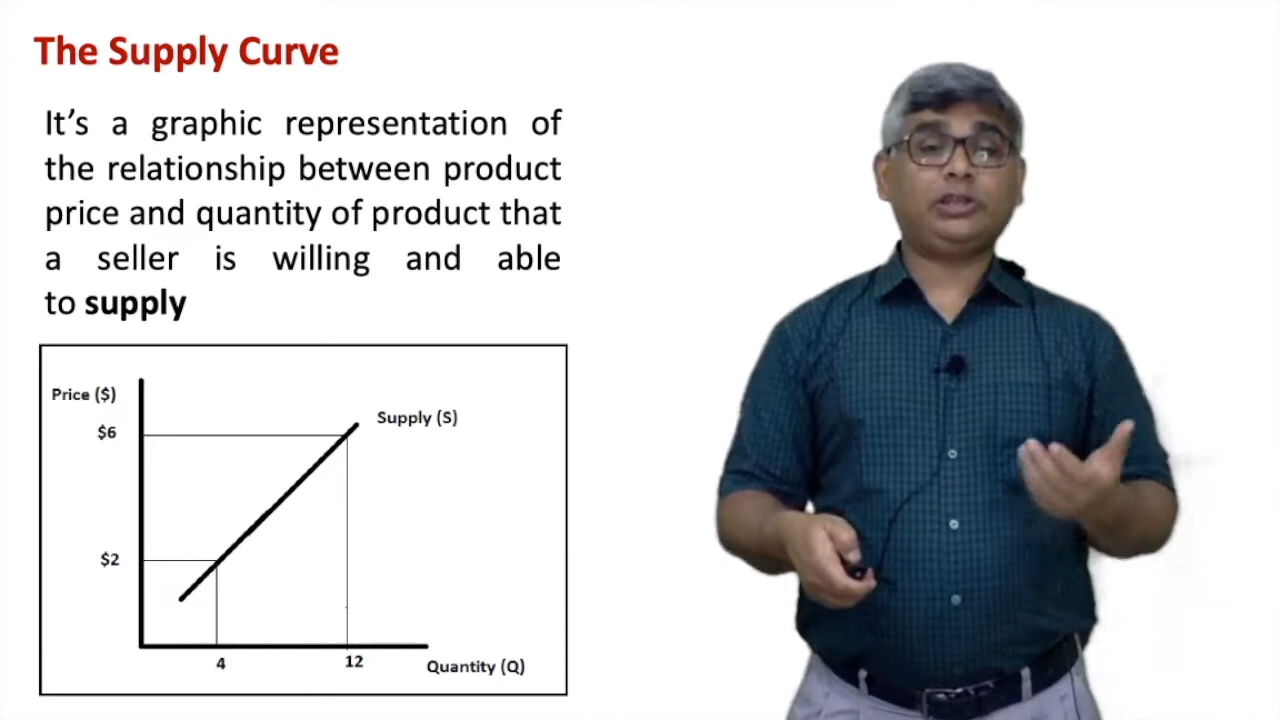 The Supply Curve
It’s a graphic representation of
the relationship between product
price and quantity of product that
a seller is willing and able
to supply
Price ($)
Supply (S)
$6
$2
4
12
Quantity (Q)